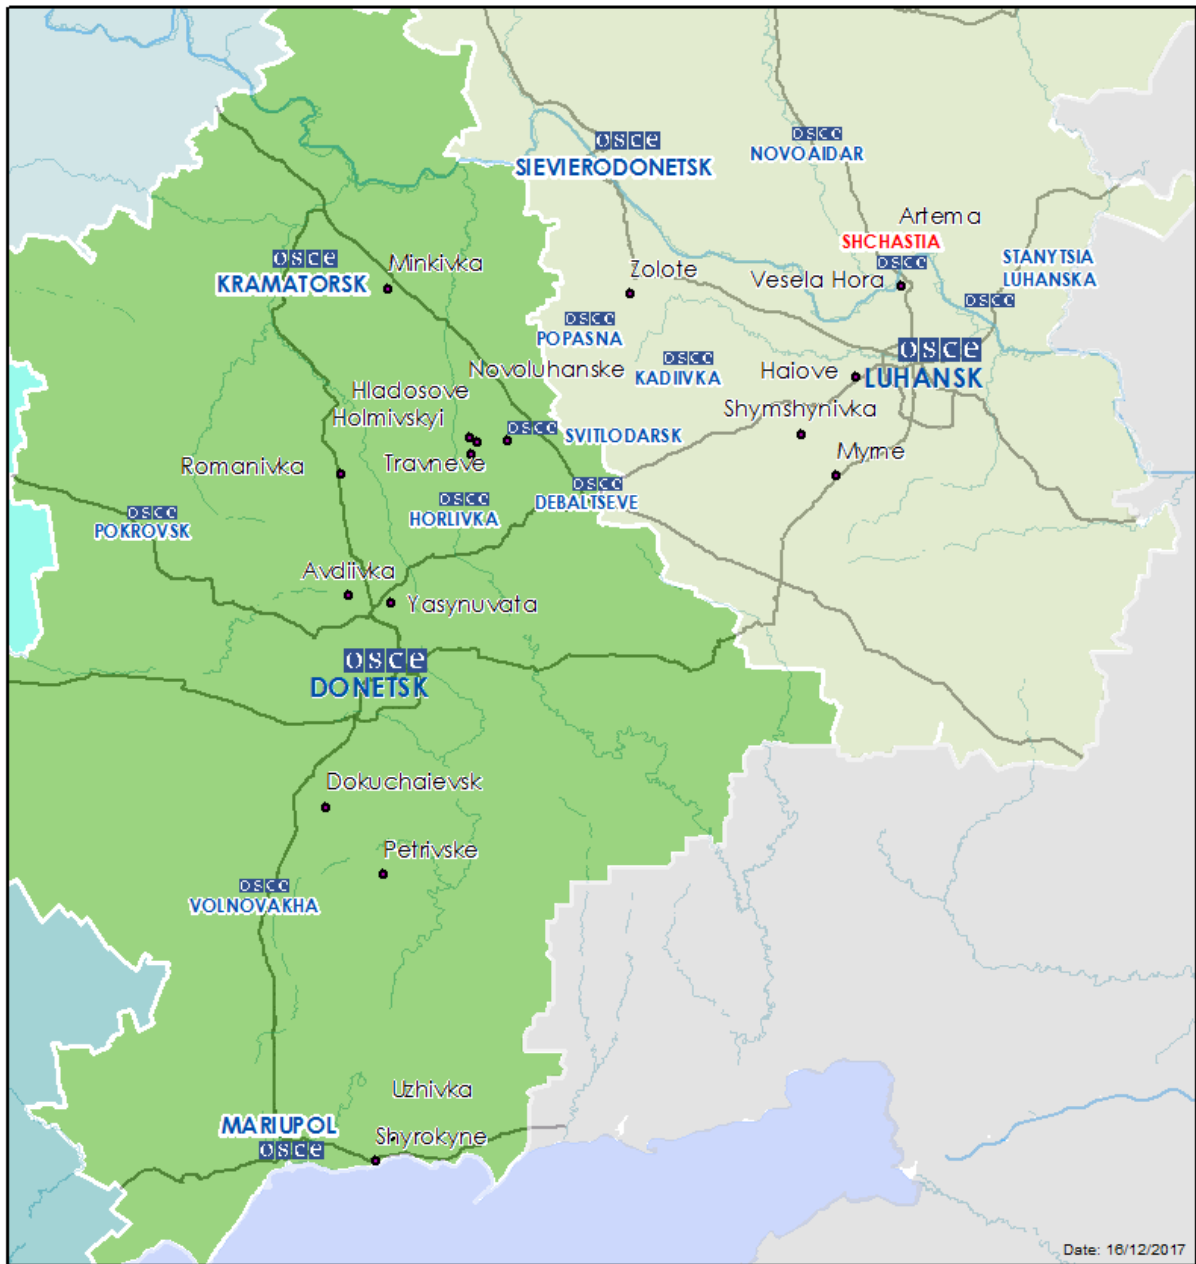 osce
SIEVIERODONETSK
osce
NOVOAIDAR
Artema
SHCHASTIA
osce
STANYTSIA
LUHANSKA
osce
osce
KRAMATORSK
Minkivka
Zolote
Vesela Hora
osce
POPASNA
osce
LUHANSK
osce
KADIIVKA
Novoluhanske
Haiove
Hladosove
Holmivskyi
Shymshynivka
osce
SVITLODARSK
Travneve
Romanivka
Myrne
osce
DEBALTSEVE
osce
HORLIVKA
osce
POKROVSK
Avdiivka
Yasynuvata
osce
DONETSK
Dokuchaievsk
Petrivske
osce
VOLNOVAKHA
Uzhivka
MARIUPOL
osce
Shyrokyne
Date: 16/12/2017